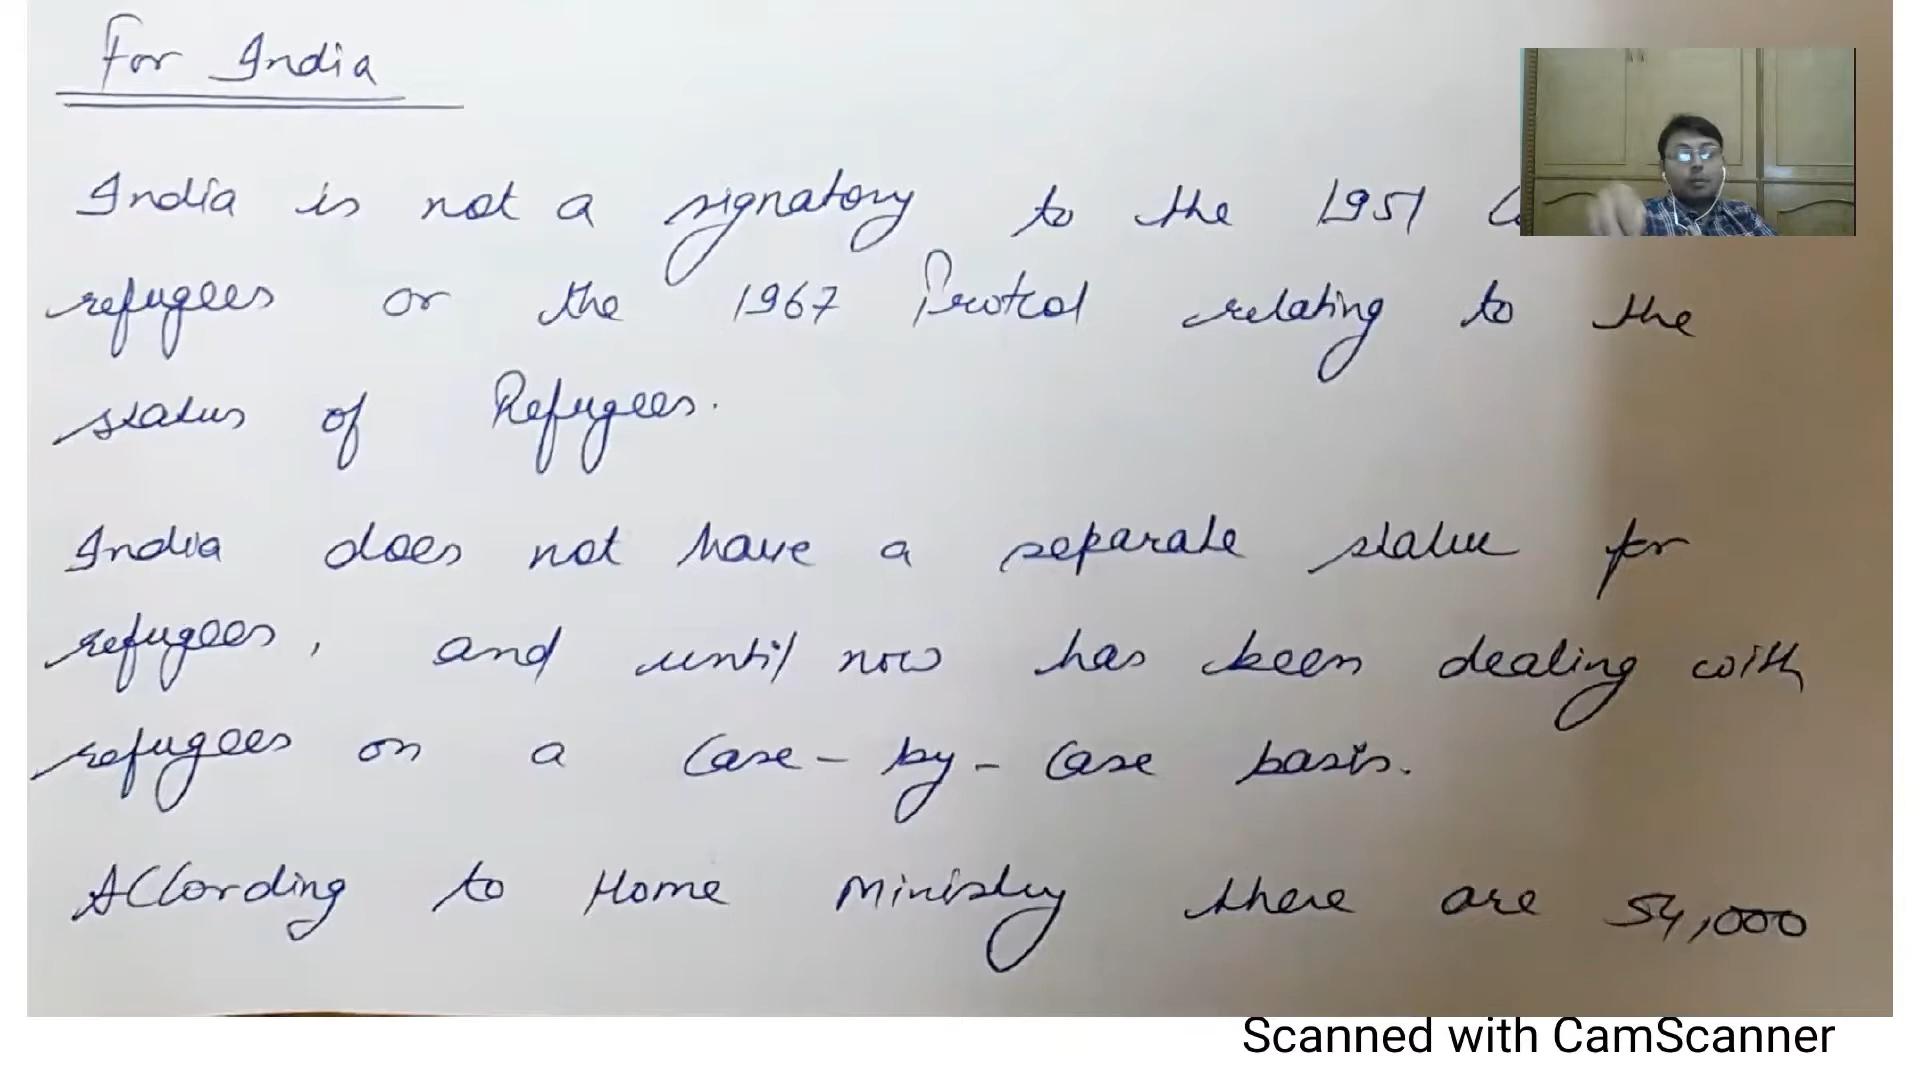 For India
India is not a signatory to the 1951
refugees or the 1967 Protcol relating to the
status of Refugees.
India does not have a separate statue for
refugees, and until now has been dealing with
refugees on a Case-by-Case basis.
ACCording to Home Ministry there are 54,000
Scanned with CamScanner